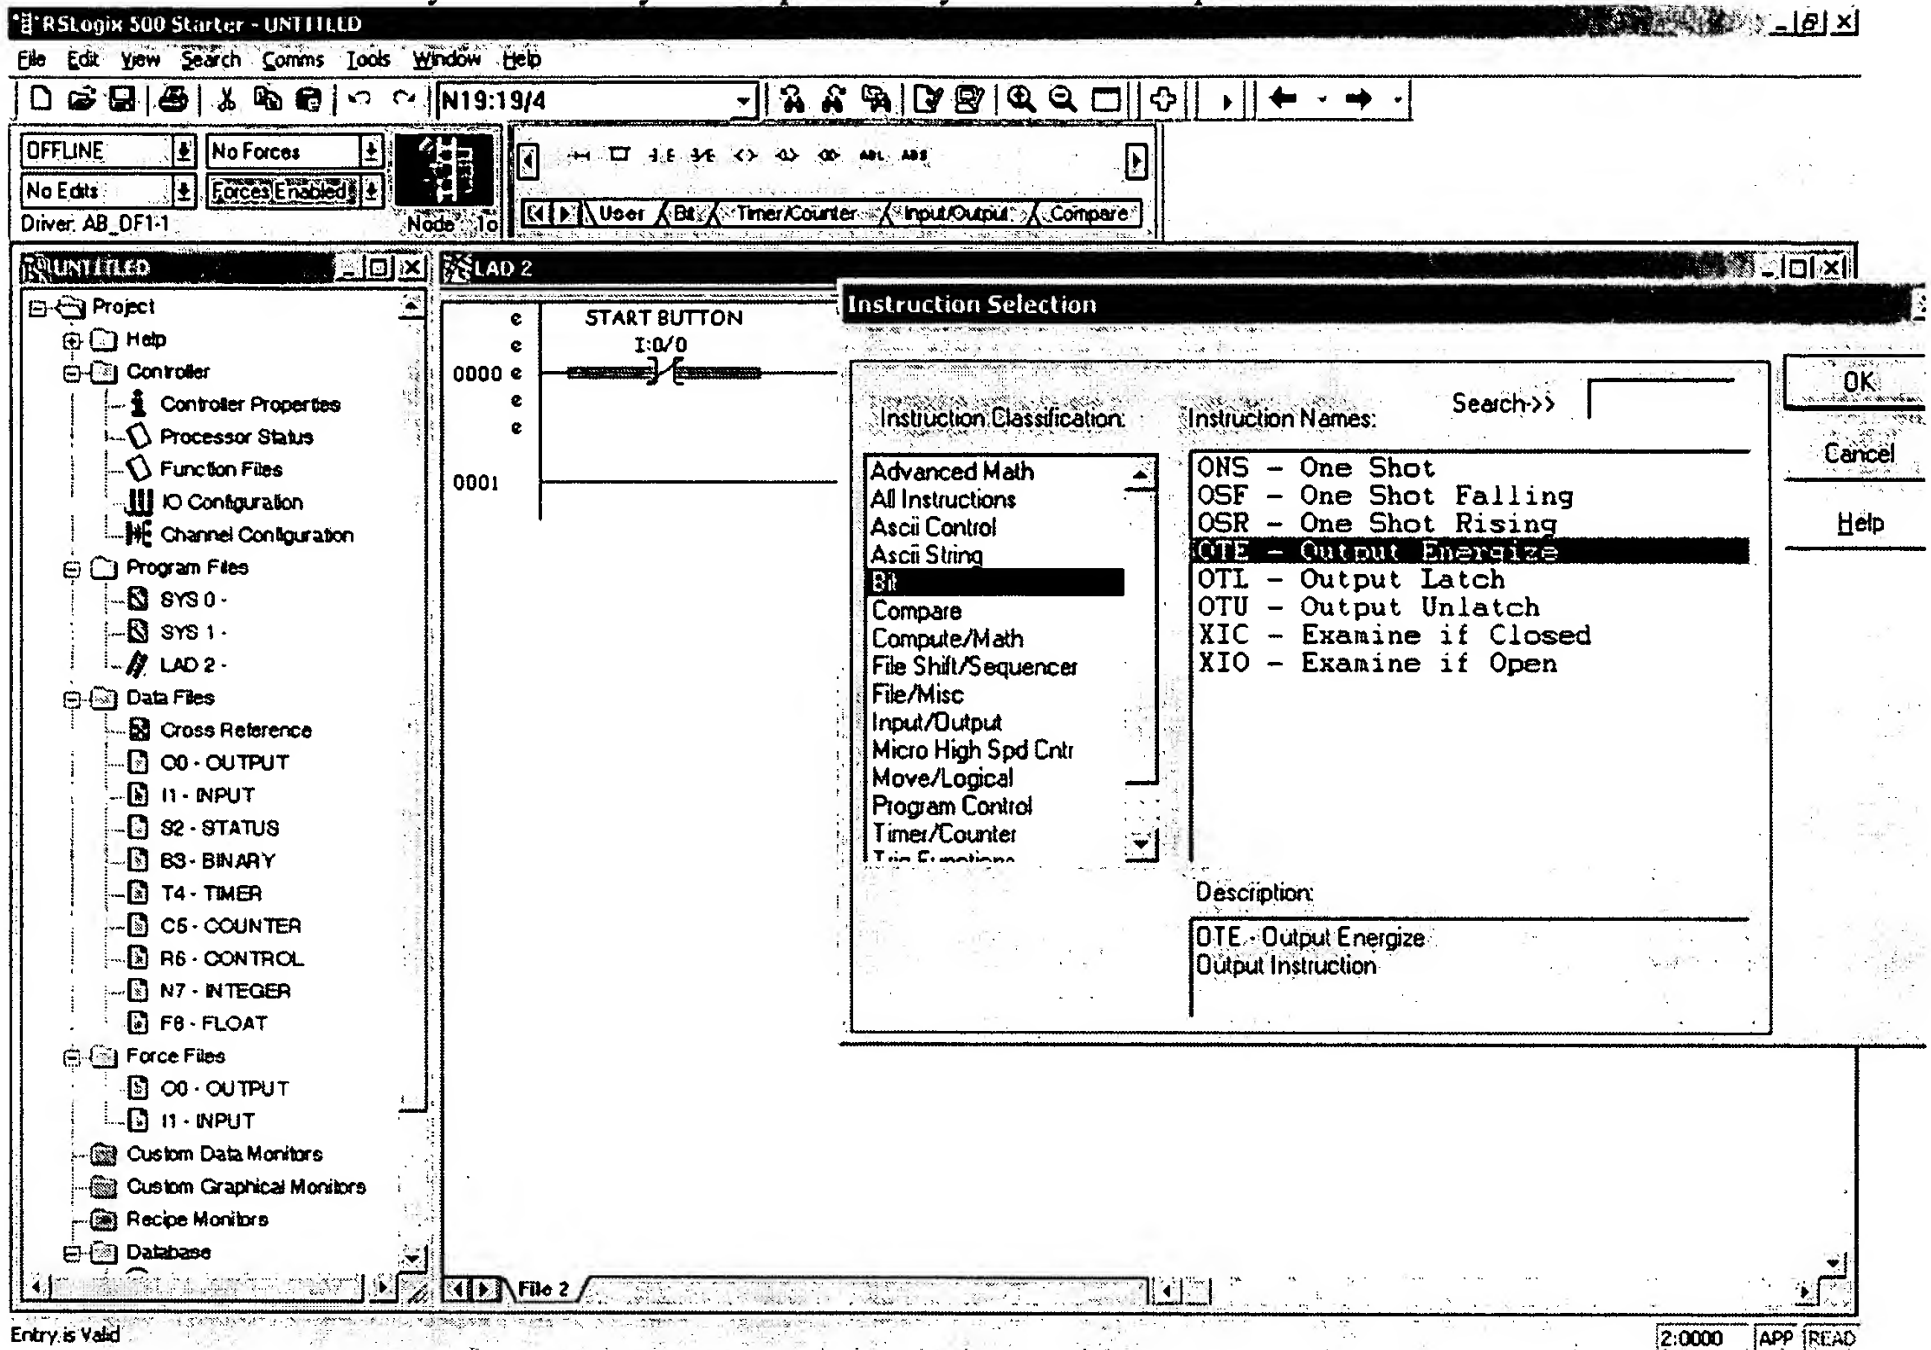 RSLogix 500 Starter - UNTITLED
File Edit View Search Comms Tools Window Help
N19:19/4
OFFLINE No Forces
No Edits Forces Enabled
Driver: AB_DF1-1 Node: 1o
ABL ABS
User Bit Timer/Counter Input/Output Compare
UNTITLED
Project
Help
Controller
Controller Properties
Processor Status
Function Files
IO Configuration
Channel Configuration
Program Files
SYS 0 -
SYS 1 -
LAD 2 -
Data Files
Cross Reference
O0 - OUTPUT
I1 - INPUT
S2 - STATUS
B3 - BINARY
T4 - TIMER
C5 - COUNTER
R6 - CONTROL
N7 - INTEGER
F8 - FLOAT
Force Files
O0 - OUTPUT
I1 - INPUT
Custom Data Monitors
Custom Graphical Monitors
Recipe Monitors
Database
LAD 2
e START BUTTON
e I:0/0
0000 e
e
e
0001
File 2
Instruction Selection
Instruction Classification:
Advanced Math
All Instructions
Ascii Control
Ascii String
Bit
Compare
Compute/Math
File Shift/Sequencer
File/Misc
Input/Output
Micro High Spd Cntr
Move/Logical
Program Control
Timer/Counter
Trig Functions
Instruction Names: Search->>
ONS - One Shot
OSF - One Shot Falling
OSR - One Shot Rising
OTE - Output Energize
OTL - Output Latch
OTU - Output Unlatch
XIC - Examine if Closed
XIO - Examine if Open
Description:
OTE - Output Energize
Output Instruction
OK
Cancel
Help
Entry is Valid 2:0000 APP READ